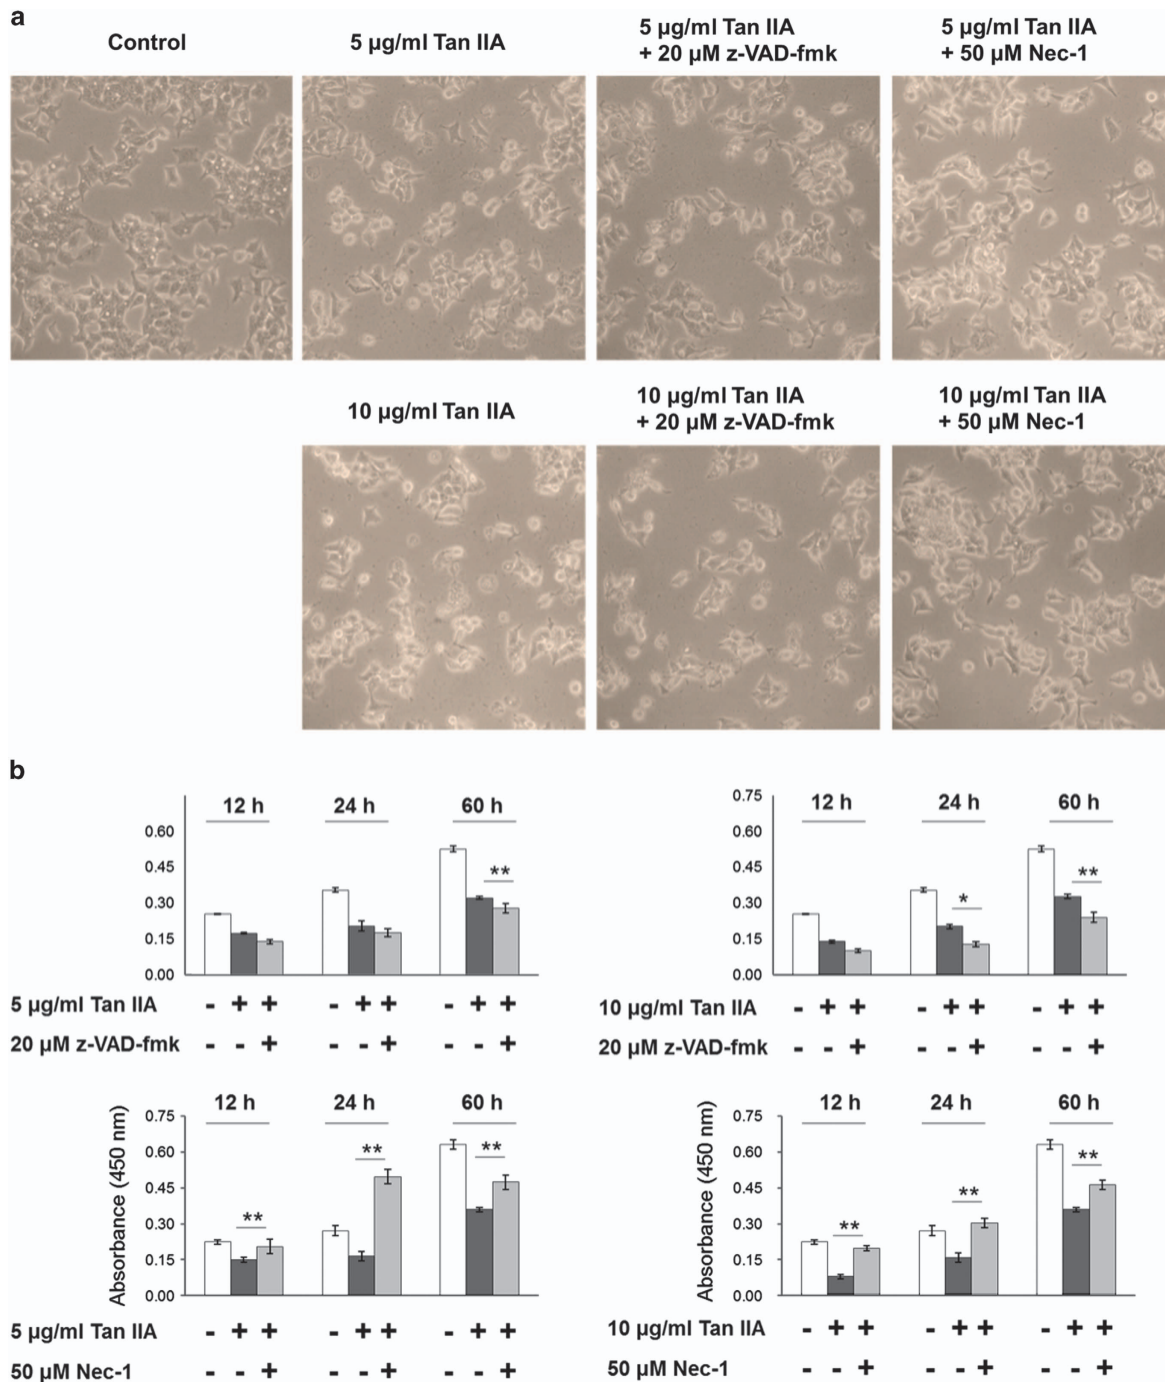 a
Control
5 µg/ml Tan IIA
5 µg/ml Tan IIA
+ 20 µM z-VAD-fmk
5 µg/ml Tan IIA
+ 50 µM Nec-1
10 µg/ml Tan IIA
10 µg/ml Tan IIA
+ 20 µM z-VAD-fmk
10 µg/ml Tan IIA
+ 50 µM Nec-1
b
12 h 24 h 60 h
0.60
0.45
0.30
0.15
0.00
**
5 µg/ml Tan IIA - + + - + + - + +
20 µM z-VAD-fmk - - + - - + - - +
12 h 24 h 60 h
0.75
0.60
0.45
0.30
0.15
0.00
* **
10 µg/ml Tan IIA - + + - + + - + +
20 µM z-VAD-fmk - - + - - + - - +
Absorbance (450 nm)
12 h 24 h 60 h
0.75
0.60
0.45
0.30
0.15
0.00
** ** **
5 µg/ml Tan IIA - + + - + + - + +
50 µM Nec-1 - - + - - + - - +
Absorbance (450 nm)
12 h 24 h 60 h
0.75
0.60
0.45
0.30
0.15
0.00
** ** **
10 µg/ml Tan IIA - + + - + + - + +
50 µM Nec-1 - - + - - + - - +